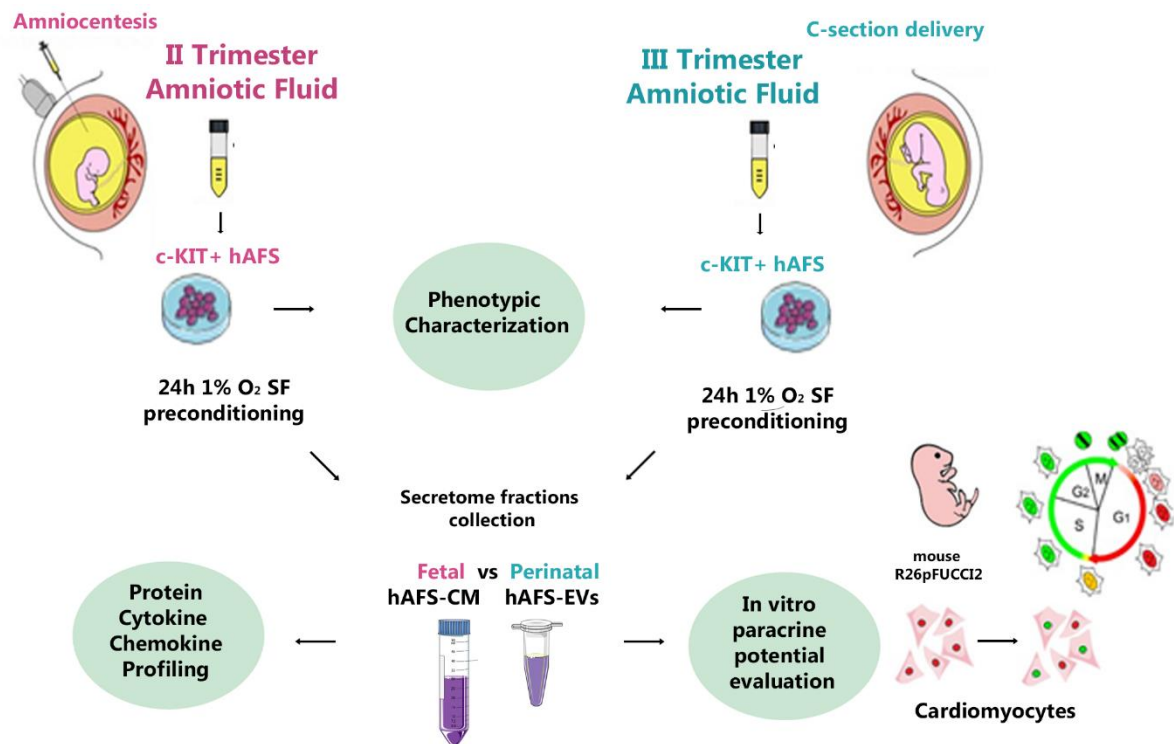 Amniocentesis
II Trimester
Amniotic Fluid
III Trimester
Amniotic Fluid
C-section delivery
c-KIT+ hAFS
c-KIT+ hAFS
Phenotypic
Characterization
24h 1% O₂ SF
preconditioning
24h 1% O₂ SF
preconditioning
Secretome fractions
collection
Fetal vs Perinatal
hAFS-CM hAFS-EVs
Protein
Cytokine
Chemokine
Profiling
In vitro
paracrine
potential
evaluation
mouse
R26pFUCCI2
M
G2
G1
S
Cardiomyocytes